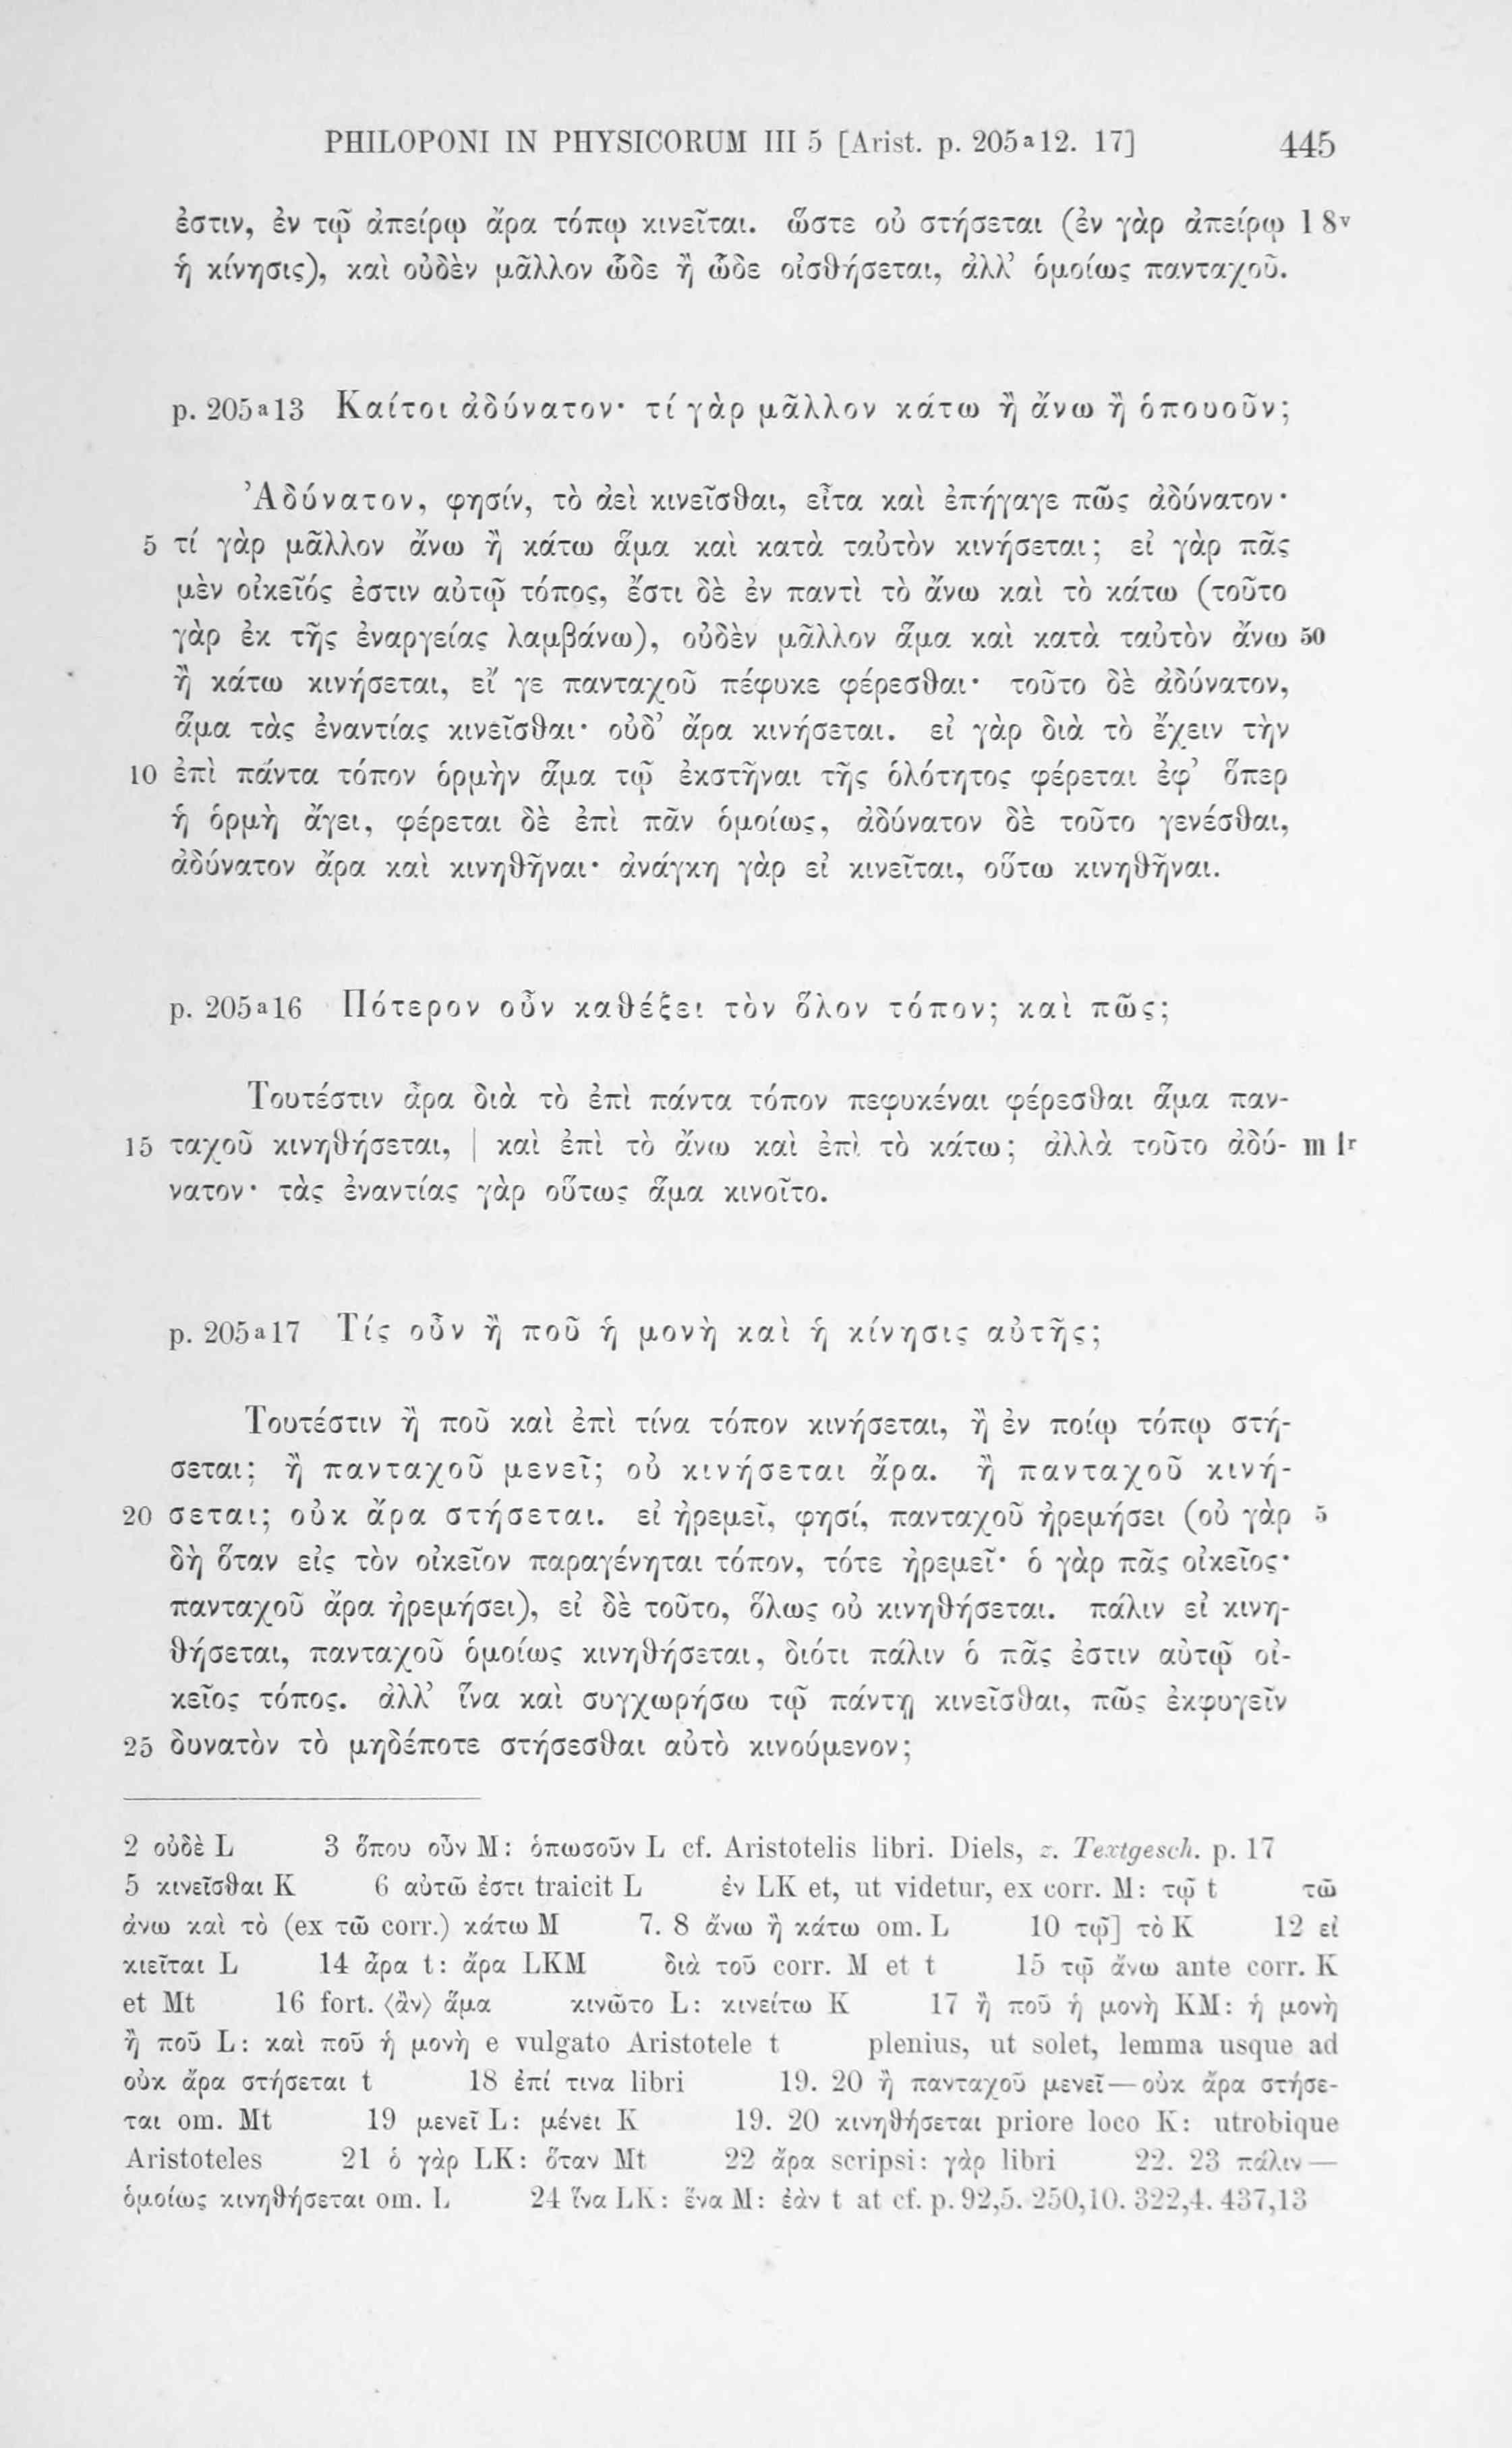 PHILOPONI IN PHYSICORUM III 5 [Arist. p. 205ᵃ12. 17] 445
ἐστιν, ἐν τῷ ἀπείρῳ ἄρα τόπῳ κινεῖται. ὥστε οὐ στήσεται (ἐν γὰρ ἀπείρῳ l 8ᵛ
ἡ κίνησις), καὶ οὐδὲν μᾶλλον ὧδε ἢ ὧδε οἰσθήσεται, ἀλλ’ ὁμοίως πανταχοῦ.
p. 205ᵃ13 Καίτοι ἀδύνατον· τί γὰρ μᾶλλον κάτω ἢ ἄνω ἢ ὁπουοῦν;
Ἀδύνατον, φησίν, τὸ ἀεὶ κινεῖσθαι, εἶτα καὶ ἐπήγαγε πῶς ἀδύνατον·
5 τί γὰρ μᾶλλον ἄνω ἢ κάτω ἅμα καὶ κατὰ ταὐτὸν κινήσεται; εἰ γὰρ πᾶς
μὲν οἰκεῖός ἐστιν αὐτῷ τόπος, ἔστι δὲ ἐν παντὶ τὸ ἄνω καὶ τὸ κάτω (τοῦτο
γὰρ ἐκ τῆς ἐναργείας λαμβάνω), οὐδὲν μᾶλλον ἅμα καὶ κατὰ ταὐτὸν ἄνω 50
ἢ κάτω κινήσεται, εἴ γε πανταχοῦ πέφυκε φέρεσθαι· τοῦτο δὲ ἀδύνατον,
ἅμα τὰς ἐναντίας κινεῖσθαι· οὐδ’ ἄρα κινήσεται. εἰ γὰρ διὰ τὸ ἔχειν τὴν
10 ἐπὶ πάντα τόπον ὁρμὴν ἅμα τῷ ἐκστῆναι τῆς ὁλότητος φέρεται ἐφ’ ὅπερ
ἡ ὁρμὴ ἄγει, φέρεται δὲ ἐπὶ πᾶν ὁμοίως, ἀδύνατον δὲ τοῦτο γενέσθαι,
ἀδύνατον ἄρα καὶ κινηθῆναι· ἀνάγκη γὰρ εἰ κινεῖται, οὕτω κινηθῆναι.
p. 205ᵃ16 Πότερον οὖν καθέξει τὸν ὅλον τόπον; καὶ πῶς;
Τουτέστιν ἆρα διὰ τὸ ἐπὶ πάντα τόπον πεφυκέναι φέρεσθαι ἅμα παν-
15 ταχοῦ κινηθήσεται, | καὶ ἐπὶ τὸ ἄνω καὶ ἐπὶ τὸ κάτω; ἀλλὰ τοῦτο ἀδύ- m 1ʳ
νατον· τὰς ἐναντίας γὰρ οὕτως ἅμα κινοῖτο.
p. 205ᵃ17 Τίς οὖν ἢ ποῦ ἡ μονὴ καὶ ἡ κίνησις αὐτῆς;
Τουτέστιν ἢ ποῦ καὶ ἐπὶ τίνα τόπον κινήσεται, ἢ ἐν ποίῳ τόπῳ στή-
σεται; ἢ πανταχοῦ μενεῖ; οὐ κινήσεται ἄρα. ἢ πανταχοῦ κινή-
20 σεται; οὐκ ἄρα στήσεται. εἰ ἠρεμεῖ, φησί, πανταχοῦ ἠρεμήσει (οὐ γὰρ 5
δὴ ὅταν εἰς τὸν οἰκεῖον παραγένηται τόπον, τότε ἠρεμεῖ· ὁ γὰρ πᾶς οἰκεῖος·
πανταχοῦ ἄρα ἠρεμήσει), εἰ δὲ τοῦτο, ὅλως οὐ κινηθήσεται. πάλιν εἰ κινη-
θήσεται, πανταχοῦ ὁμοίως κινηθήσεται, διότι πάλιν ὁ πᾶς ἐστιν αὐτῷ οἰ-
κεῖος τόπος. ἀλλ’ ἵνα καὶ συγχωρήσω τῷ πάντῃ κινεῖσθαι, πῶς ἐκφυγεῖν
25 δυνατὸν τὸ μηδέποτε στήσεσθαι αὐτὸ κινούμενον;
2 οὐδὲ L 3 ὅπου οὖν M: ὁπωσοῦν L cf. Aristotelis libri. Diels, z. Textgesch. p. 17
5 κινεῖσθαι K 6 αὐτῶ ἐστι traicit L ἐν LK et, ut videtur, ex corr. M: τῷ t τῶ
ἄνω καὶ τὸ (ex τῶ corr.) κάτω M 7. 8 ἄνω ἢ κάτω om. L 10 τῷ] τὸ K 12 εἰ
κιεῖται L 14 ἆρα t: ἄρα LKM διὰ τοῦ corr. M et t 15 τῷ ἄνω ante corr. K
et Mt 16 fort. ⟨ἂν⟩ ἅμα κινῶτο L: κινείτω K 17 ἢ ποῦ ἡ μονὴ KM: ἡ μονὴ
ἢ ποῦ L: καὶ ποῦ ἡ μονὴ e vulgato Aristotele t plenius, ut solet, lemma usque ad
οὐκ ἄρα στήσεται t 18 ἐπί τινα libri 19. 20 ἢ πανταχοῦ μενεῖ—οὐκ ἄρα στήσε-
ται om. Mt 19 μενεῖ L: μένει K 19. 20 κινηθήσεται priore loco K: utrobique
Aristoteles 21 ὁ γὰρ LK: ὅταν Mt 22 ἄρα scripsi: γὰρ libri 22. 23 πάλιν—
ὁμοίως κινηθήσεται om. L 24 ἵνα LK: ἕνα M: ἐὰν t at cf. p. 92,5. 250,10. 322,4. 437,13